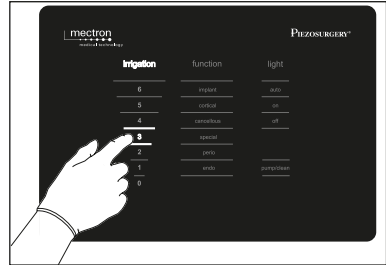 mectron
medical technology
PIEZOSURGERY®
Irrigation function light
6 implant auto
5 cortical on
4 cancellous off
3 special
2 perio
1 endo pump/clean
0